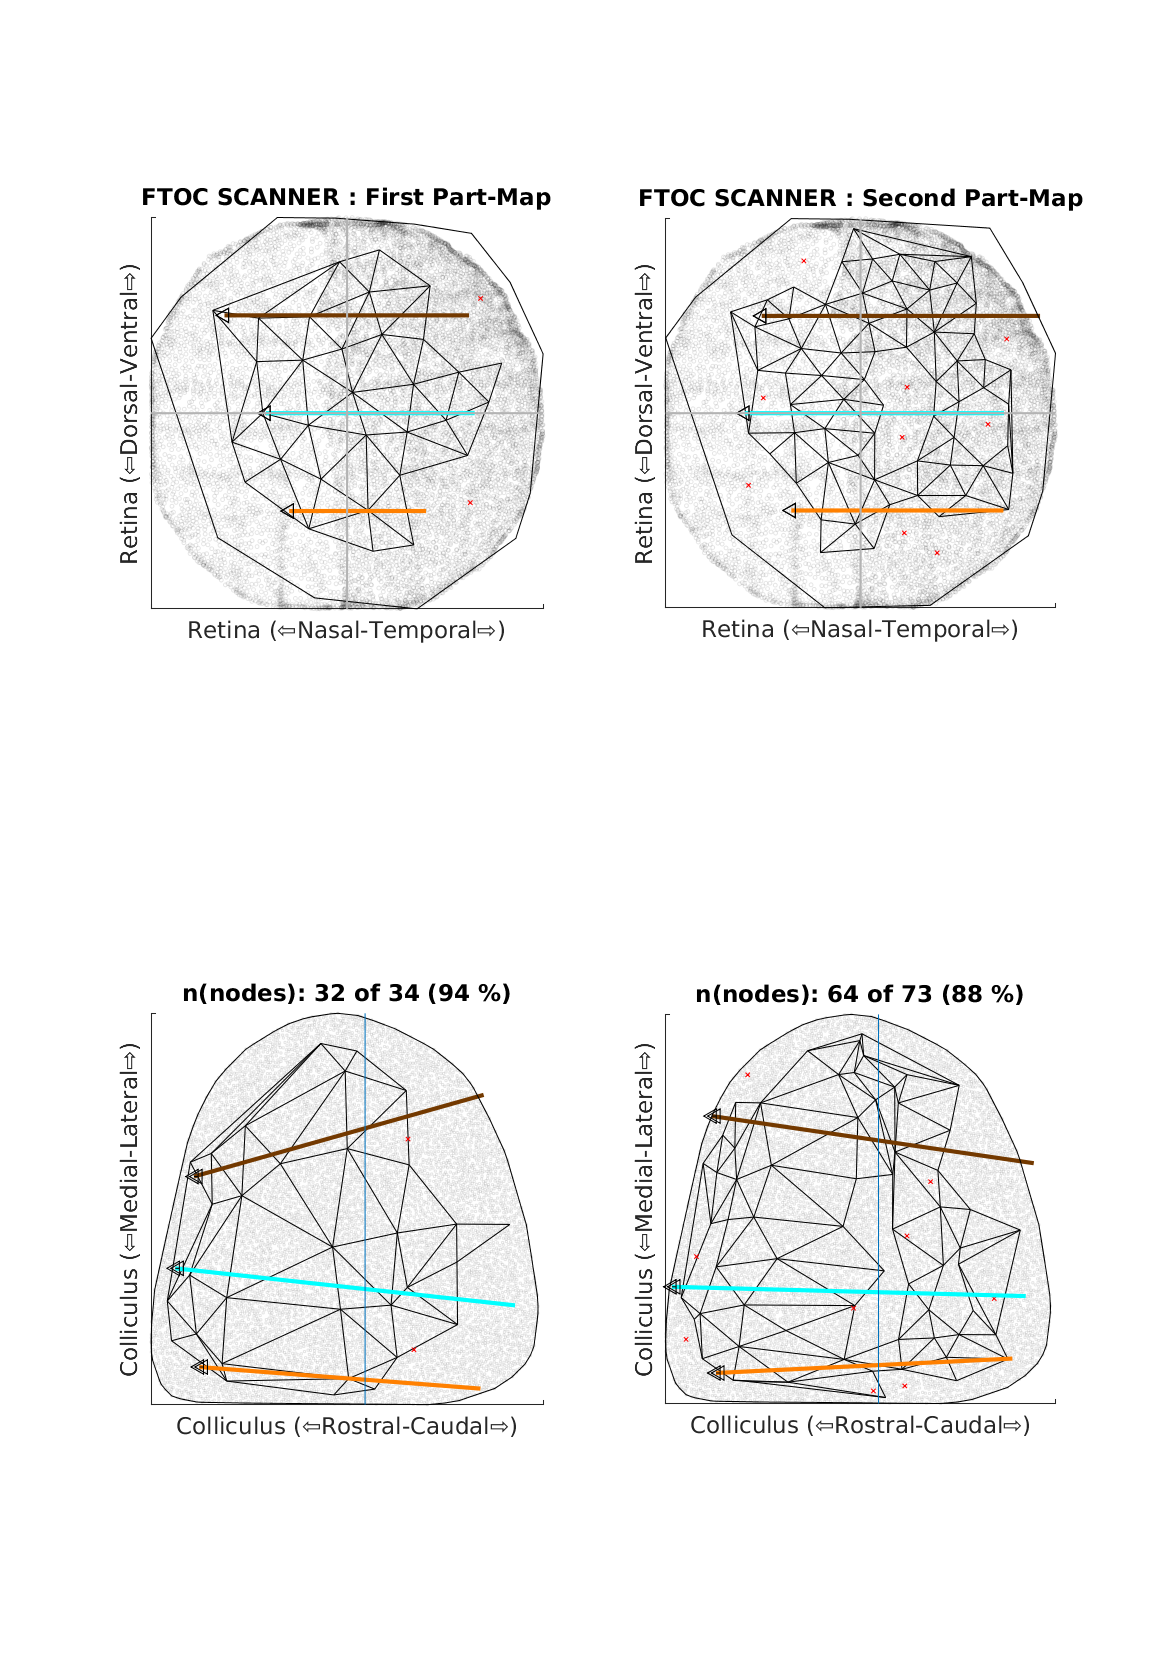 FTOC SCANNER : First Part-Map
FTOC SCANNER : Second Part-Map
Retina (⇦Dorsal-Ventral⇨)
Retina (⇦Dorsal-Ventral⇨)
Retina (⇦Nasal-Temporal⇨)
Retina (⇦Nasal-Temporal⇨)
n(nodes): 32 of 34 (94 %)
n(nodes): 64 of 73 (88 %)
Colliculus (⇦Medial-Lateral⇨)
Colliculus (⇦Medial-Lateral⇨)
Colliculus (⇦Rostral-Caudal⇨)
Colliculus (⇦Rostral-Caudal⇨)